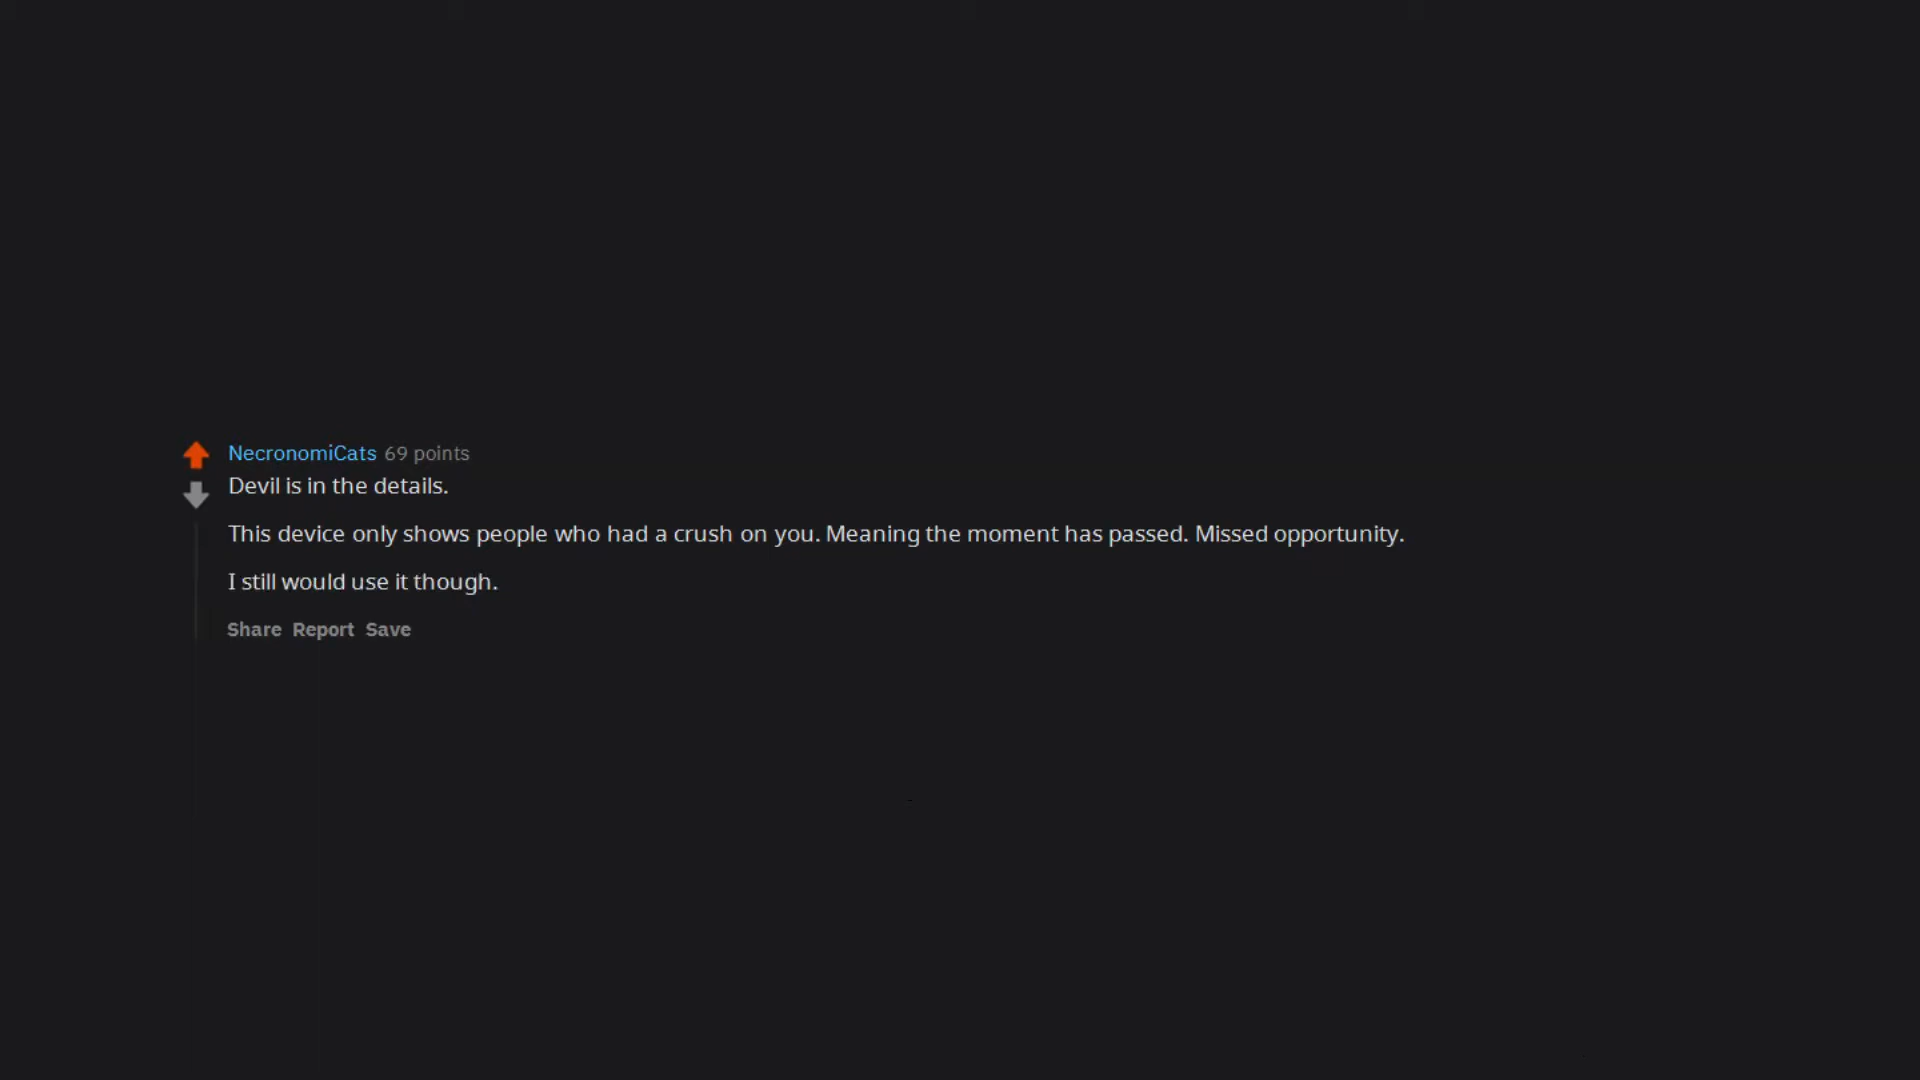 NecronomiCats 69 points
Devil is in the details.
This device only shows people who had a crush on you. Meaning the moment has passed. Missed opportunity.
I still would use it though.
Share Report Save